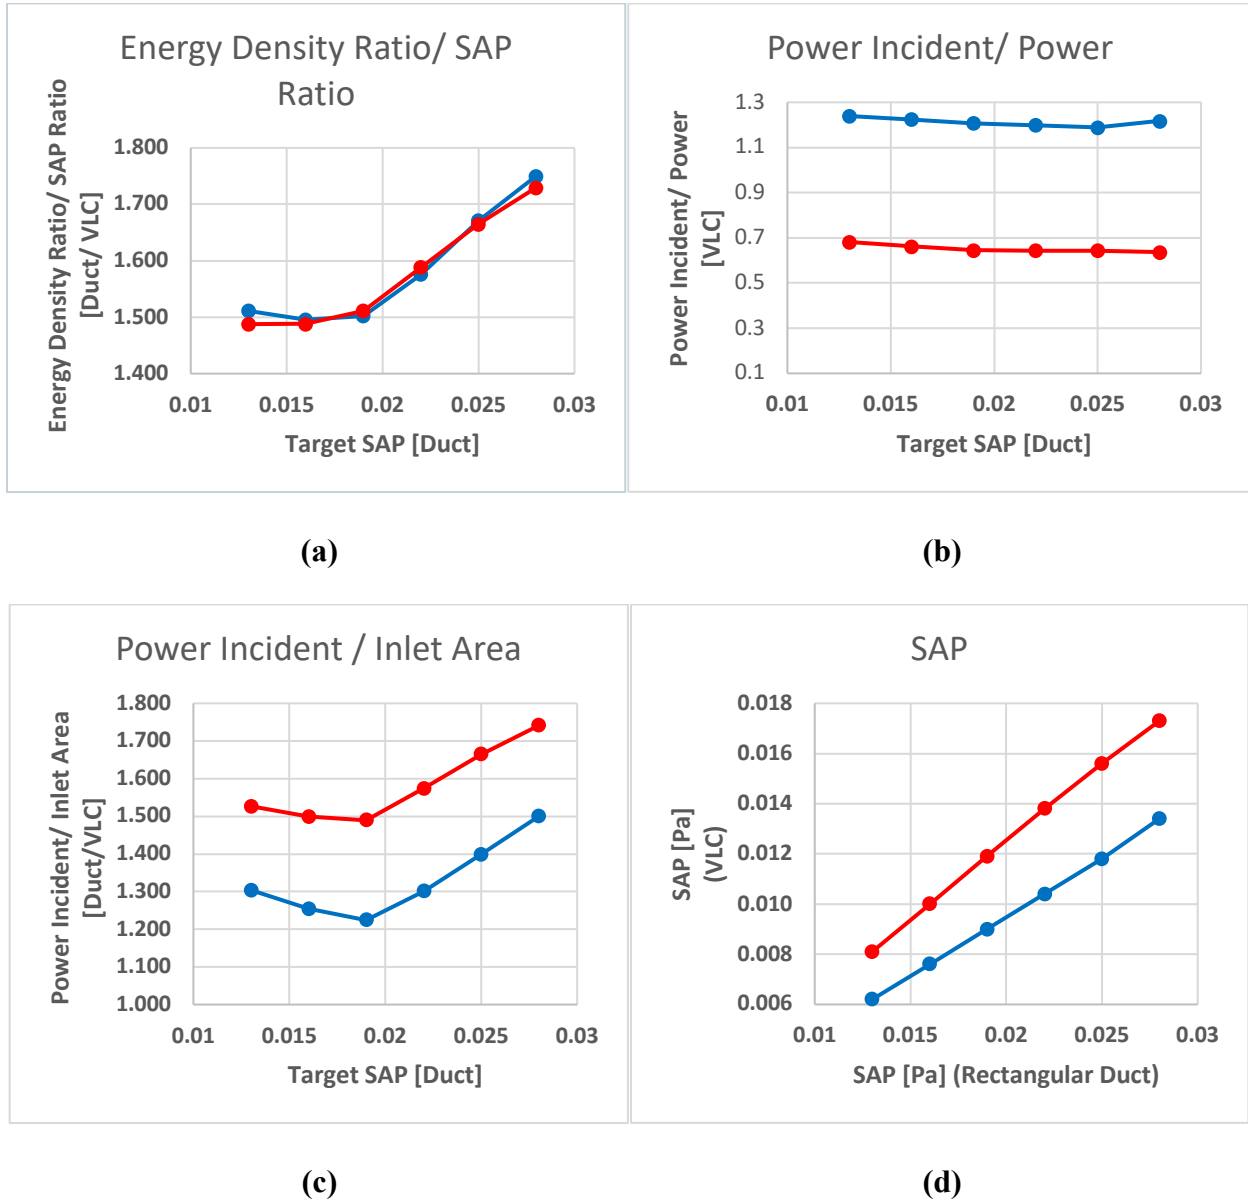 Energy Density Ratio/ SAP
Ratio
Energy Density Ratio/ SAP Ratio
[Duct/ VLC]
1.800
1.700
1.600
1.500
1.400
0.01 0.015 0.02 0.025 0.03
Target SAP [Duct]
Power Incident/ Power
Power Incident/ Power
[VLC]
1.3
1.1
0.9
0.7
0.5
0.3
0.1
0.01 0.015 0.02 0.025 0.03
Target SAP [Duct]
(a)
(b)
Power Incident / Inlet Area
Power Incident/ Inlet Area
[Duct/VLC]
1.800
1.700
1.600
1.500
1.400
1.300
1.200
1.100
1.000
0.01 0.015 0.02 0.025 0.03
Target SAP [Duct]
SAP
SAP [Pa]
(VLC)
0.018
0.016
0.014
0.012
0.010
0.008
0.006
0.01 0.015 0.02 0.025 0.03
SAP [Pa] (Rectangular Duct)
(c)
(d)